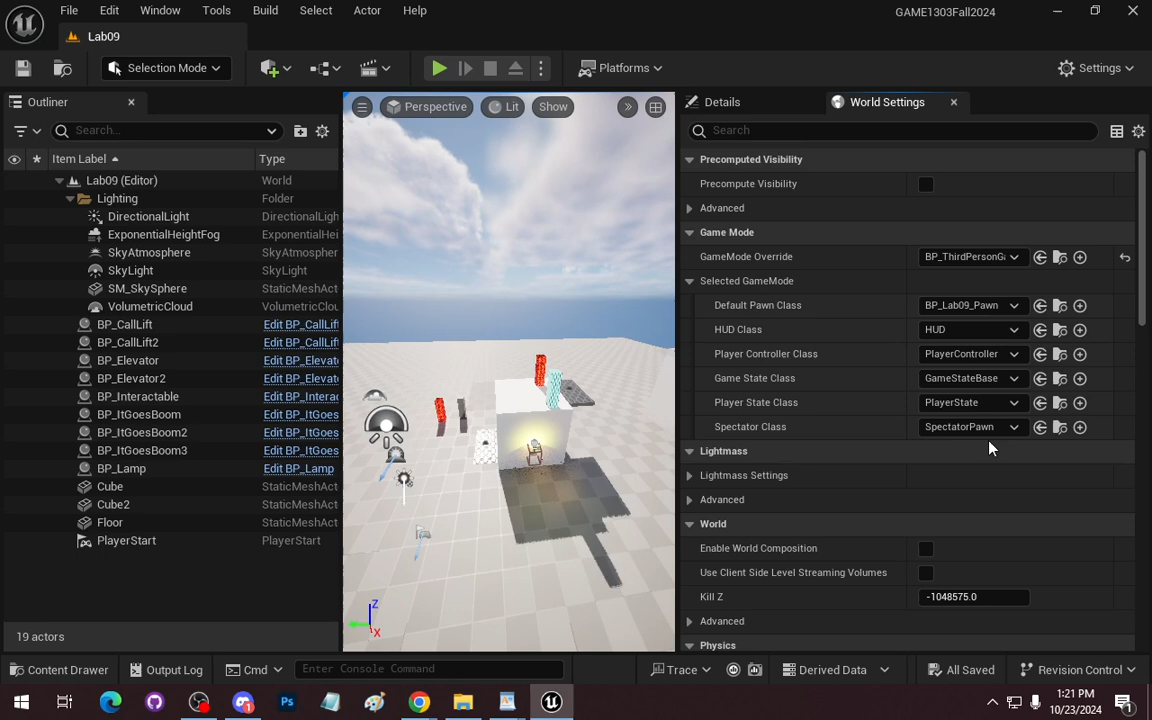 File Edit Window Tools Build Select Actor Help GAME1303Fall2024
Lab09
Selection Mode Platforms Settings
Outliner
Search...
Item Label Type
Lab09 (Editor) World
Lighting Folder
DirectionalLight DirectionalLigh
ExponentialHeightFog ExponentialHei
SkyAtmosphere SkyAtmosphere
SkyLight SkyLight
SM_SkySphere StaticMeshAct
VolumetricCloud VolumetricClou
BP_CallLift Edit BP_CallLift
BP_CallLift2 Edit BP_CallLift
BP_Elevator Edit BP_Elevat
BP_Elevator2 Edit BP_Elevat
BP_Interactable Edit BP_Interac
BP_ItGoesBoom Edit BP_ItGoes
BP_ItGoesBoom2 Edit BP_ItGoes
BP_ItGoesBoom3 Edit BP_ItGoes
BP_Lamp Edit BP_Lamp
Cube StaticMeshAct
Cube2 StaticMeshAct
Floor StaticMeshAct
PlayerStart PlayerStart
19 actors
Perspective Lit Show
Z
X
Details World Settings
Search
Precomputed Visibility
Precompute Visibility
Advanced
Game Mode
GameMode Override BP_ThirdPersonGa
Selected GameMode
Default Pawn Class BP_Lab09_Pawn
HUD Class HUD
Player Controller Class PlayerController
Game State Class GameStateBase
Player State Class PlayerState
Spectator Class SpectatorPawn
Lightmass
Lightmass Settings
Advanced
World
Enable World Composition
Use Client Side Level Streaming Volumes
Kill Z -1048575.0
Advanced
Physics
Content Drawer Output Log Cmd Enter Console Command Trace Derived Data All Saved Revision Control
1:21 PM
10/23/2024